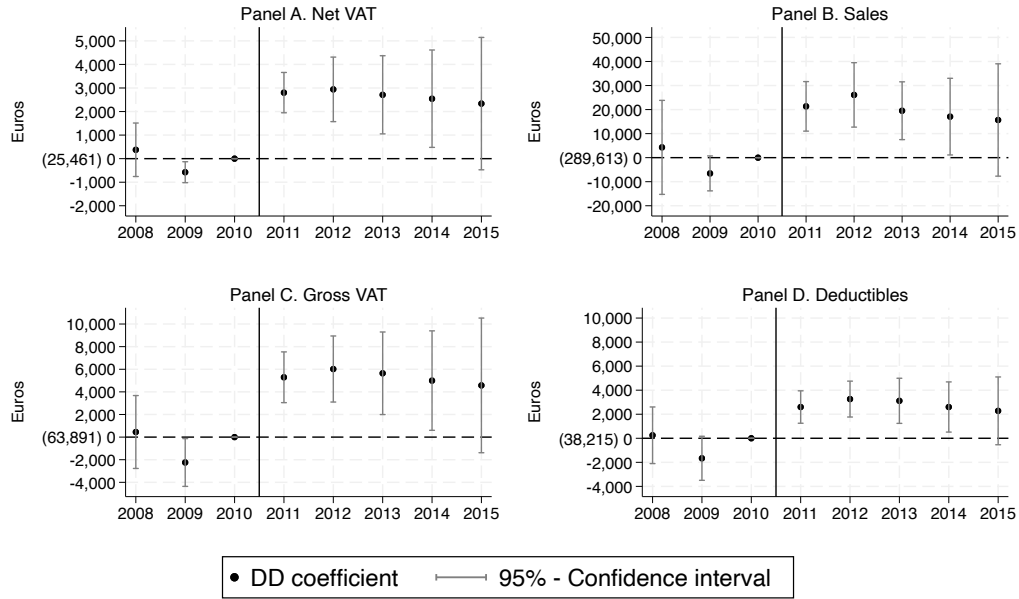 Panel A. Net VAT
Euros
5,000
4,000
3,000
2,000
1,000
(25,461) 0
-1,000
-2,000
2008 2009 2010 2011 2012 2013 2014 2015
Panel B. Sales
Euros
50,000
40,000
30,000
20,000
10,000
(289,613) 0
-10,000
-20,000
2008 2009 2010 2011 2012 2013 2014 2015
Panel C. Gross VAT
Euros
10,000
8,000
6,000
4,000
2,000
(63,891) 0
-2,000
-4,000
2008 2009 2010 2011 2012 2013 2014 2015
Panel D. Deductibles
Euros
10,000
8,000
6,000
4,000
2,000
(38,215) 0
-2,000
-4,000
2008 2009 2010 2011 2012 2013 2014 2015
DD coefficient 95% - Confidence interval